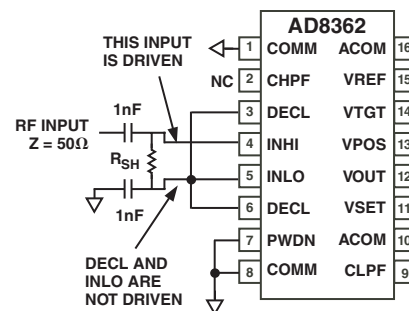 AD8362
THIS INPUT
IS DRIVEN
1nF
RF INPUT
Z = 50Ω
RSH
1nF
DECL AND
INLO ARE
NOT DRIVEN
NC
1 COMM ACOM 16
2 CHPF VREF 15
3 DECL VTGT 14
4 INHI VPOS 13
5 INLO VOUT 12
6 DECL VSET 11
7 PWDN ACOM 10
8 COMM CLPF 9